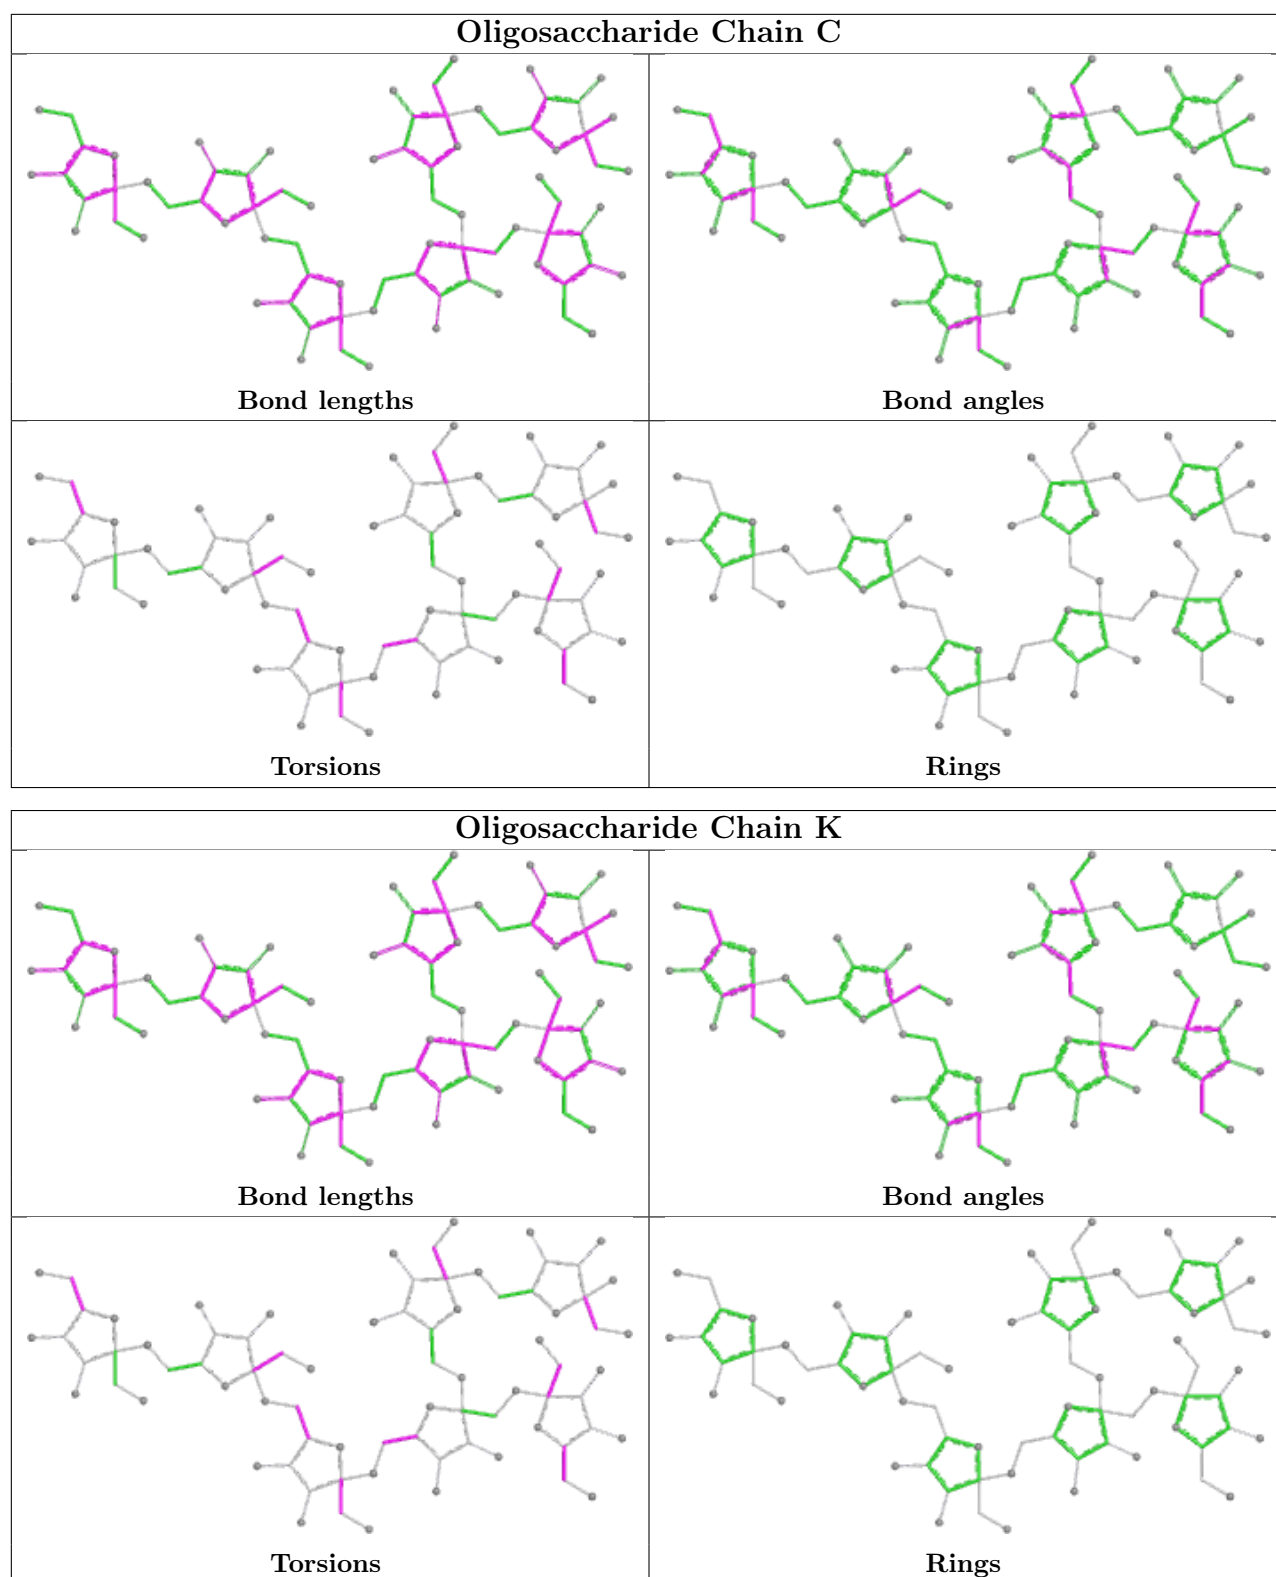 Oligosaccharide Chain C
Bond lengths
Bond angles
Torsions
Rings
Oligosaccharide Chain K
Bond lengths
Bond angles
Torsions
Rings